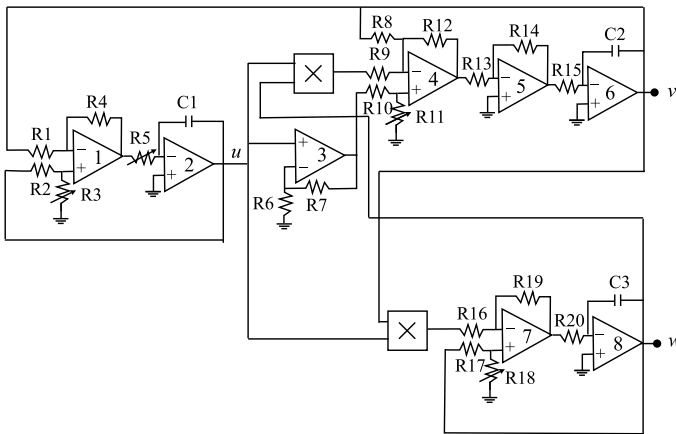 R8
R12
R14
C2
R9
R13
R15
R4
C1
×
−
+
4
−
+
5
−
+
6
v
R1
R5
R10
R11
−
+
1
−
+
2
u
+
−
3
R2
R3
R6
R7
R19
C3
×
R16
−
+
7
R20
−
+
8
w
R17
R18